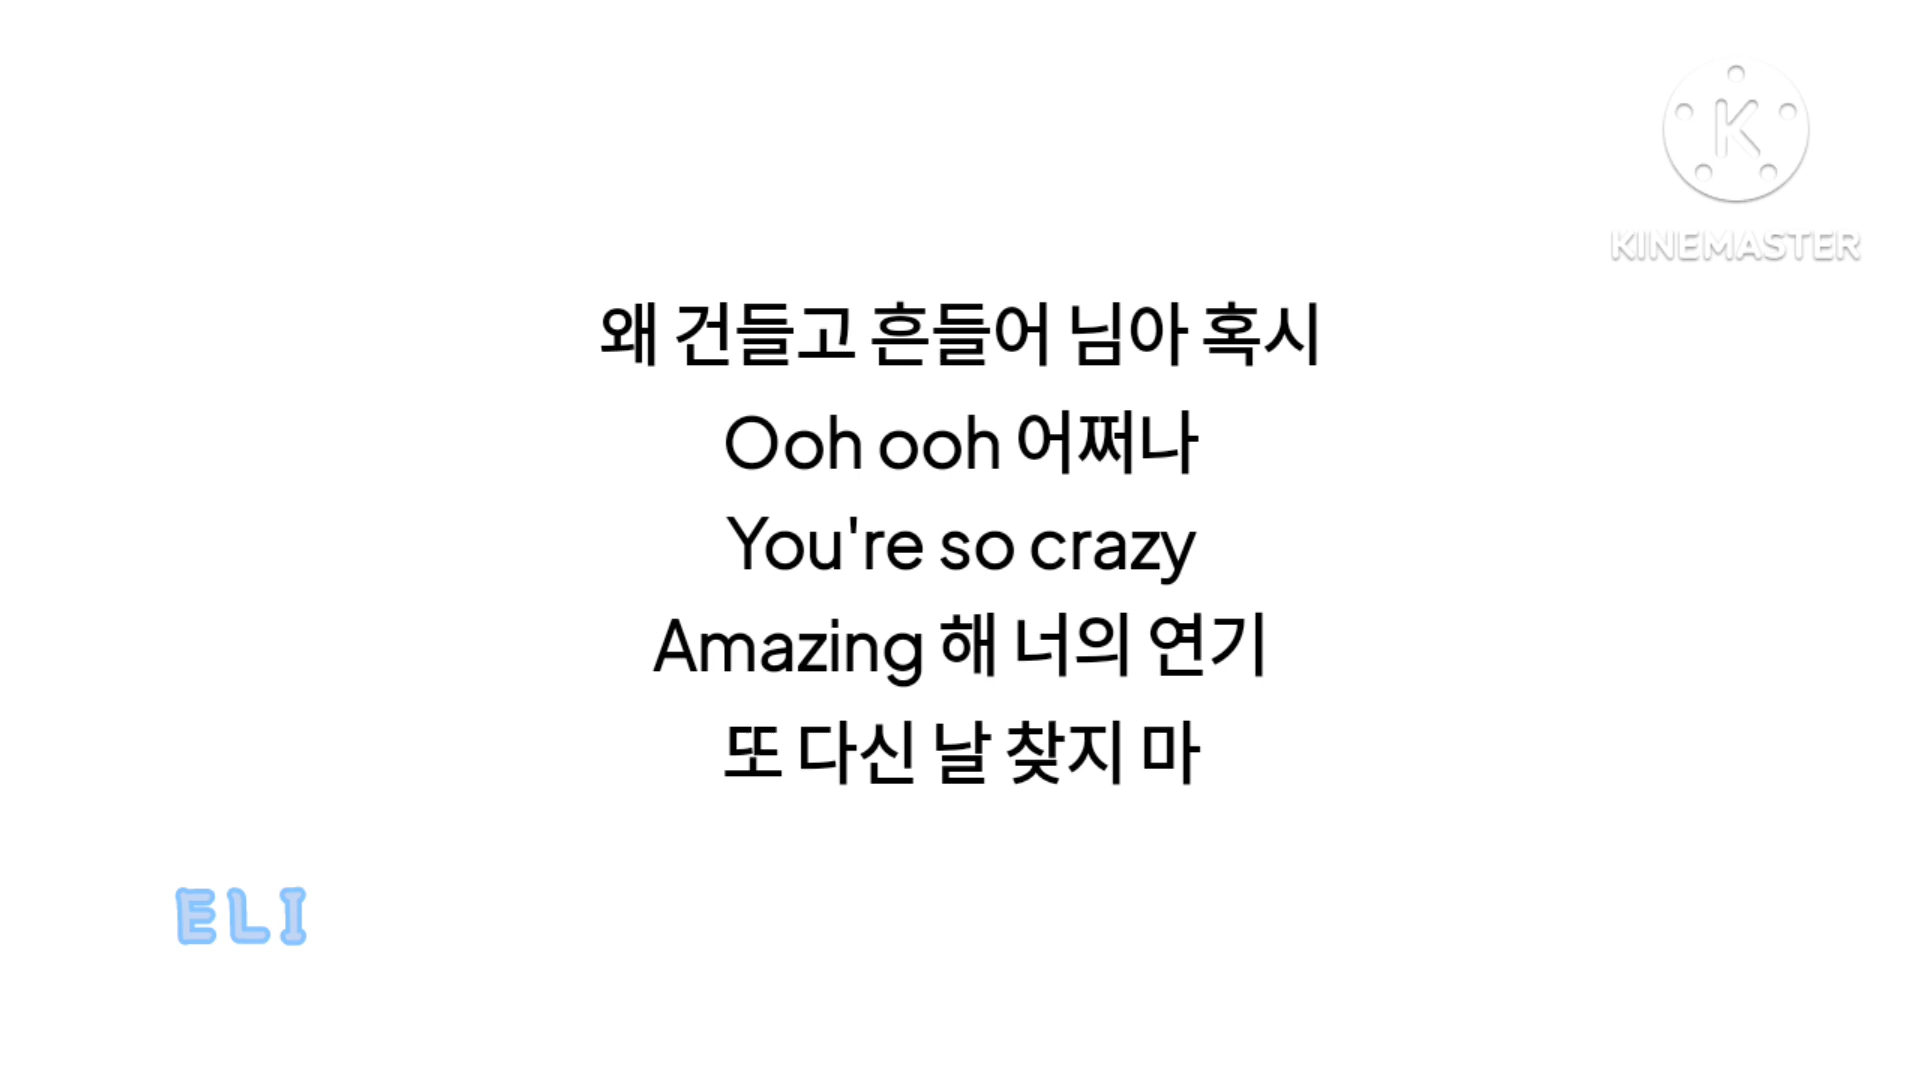 KINEMASTER
왜 건들고 흔들어 님아 혹시
Ooh ooh 어쩌나
You're so crazy
Amazing 해 너의 연기
또 다신 날 찾지 마
ELI